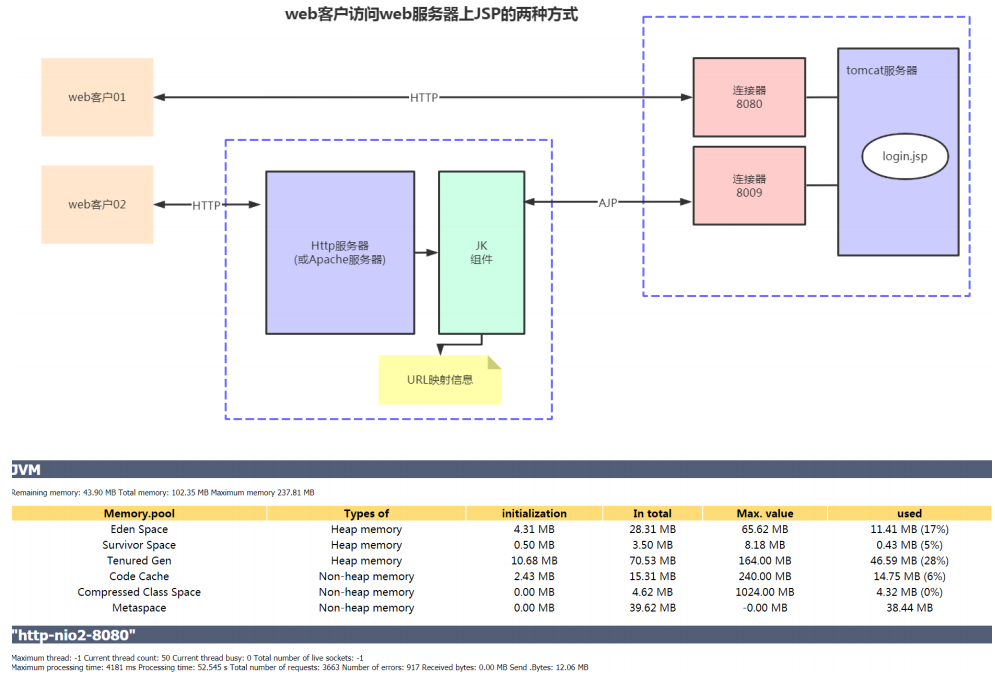 web客户访问web服务器上JSP的两种方式
web客户01
HTTP
连接器
8080
tomcat服务器
login.jsp
连接器
8009
web客户02
HTTP
AJP
Http服务器
(或Apache服务器)
JK
组件
URL映射信息
JVM
Remaining memory: 43.90 MB Total memory: 102.35 MB Maximum memory 237.81 MB
Memory.pool Types of initialization In total Max. value used
Eden Space Heap memory 4.31 MB 28.31 MB 65.62 MB 11.41 MB (17%)
Survivor Space Heap memory 0.50 MB 3.50 MB 8.18 MB 0.43 MB (5%)
Tenured Gen Heap memory 10.68 MB 70.53 MB 164.00 MB 46.59 MB (28%)
Code Cache Non-heap memory 2.43 MB 15.31 MB 240.00 MB 14.75 MB (6%)
Compressed Class Space Non-heap memory 0.00 MB 4.62 MB 1024.00 MB 4.32 MB (0%)
Metaspace Non-heap memory 0.00 MB 39.62 MB -0.00 MB 38.44 MB
"http-nio2-8080"
Maximum thread: -1 Current thread count: 50 Current thread busy: 0 Total number of live sockets: -1
Maximum processing time: 4181 ms Processing time: 52.545 s Total number of requests: 3663 Number of errors: 917 Received bytes: 0.00 MB Send .Bytes: 12.06 MB